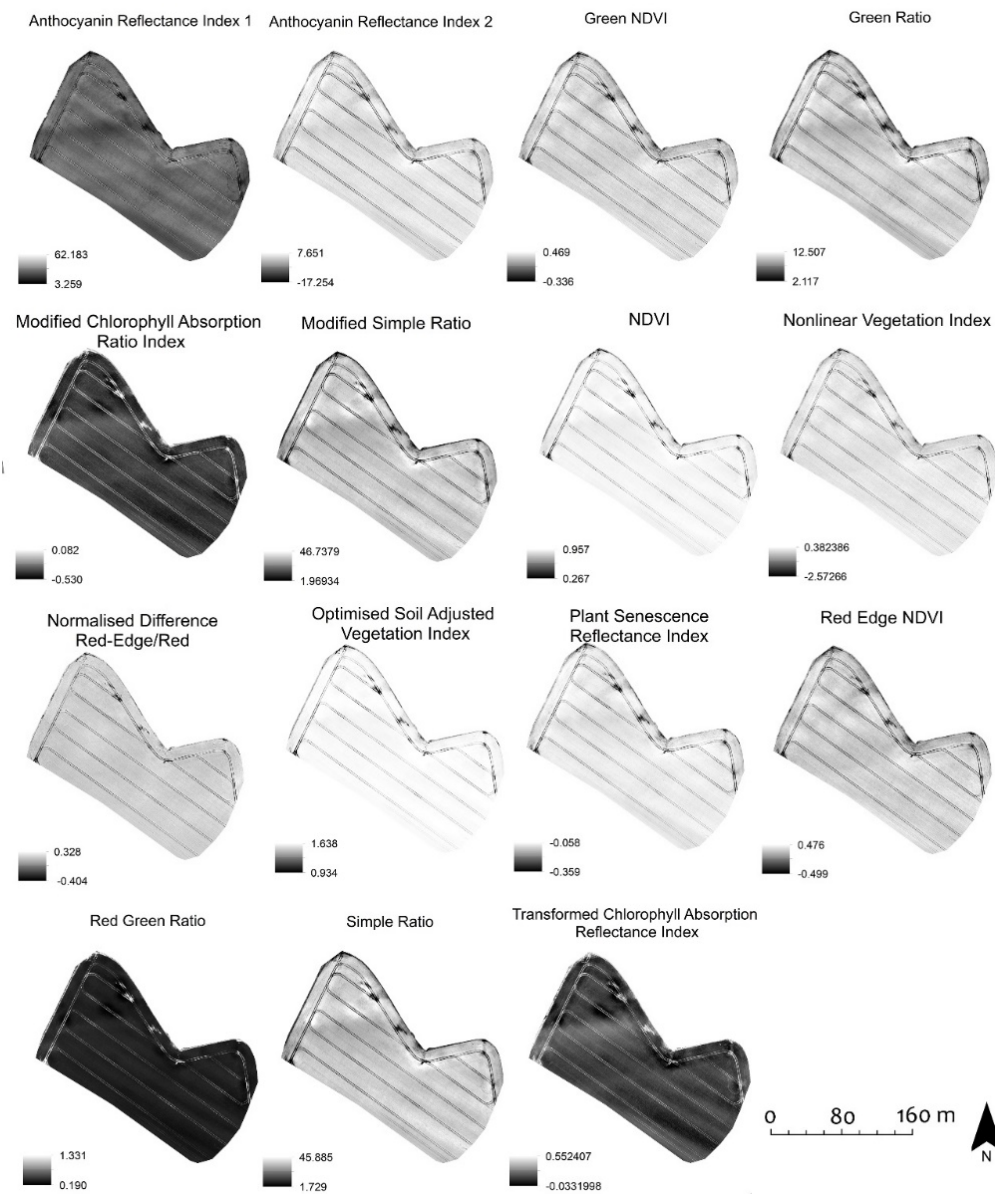 Anthocyanin Reflectance Index 1
Anthocyanin Reflectance Index 2
Green NDVI
Green Ratio
62.183
3.259
7.651
-17.254
0.469
-0.336
12.507
2.117
Modified Chlorophyll Absorption
Ratio Index
Modified Simple Ratio
NDVI
Nonlinear Vegetation Index
0.082
-0.530
46.7379
1.96934
0.957
0.267
0.382386
-2.57266
Normalised Difference
Red-Edge/Red
Optimised Soil Adjusted
Vegetation Index
Plant Senescence
Reflectance Index
Red Edge NDVI
0.328
-0.404
1.638
0.934
-0.058
-0.359
0.476
-0.499
Red Green Ratio
Simple Ratio
Transformed Chlorophyll Absorption
Reflectance Index
1.331
0.190
45.885
1.729
0.552407
-0.0331998
0 80 160 m
N